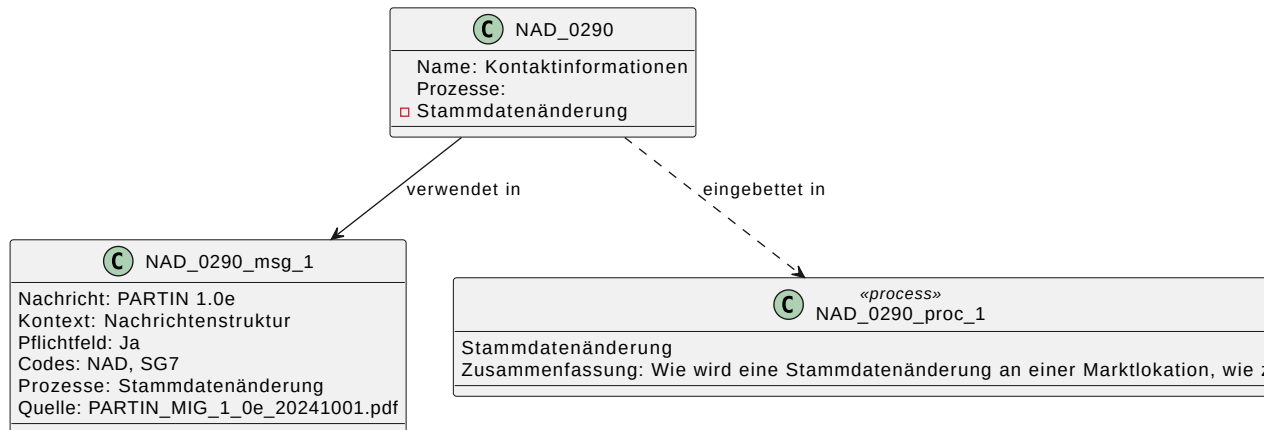 C NAD_0290
Name: Kontaktinformationen
Prozesse:
Stammdatenänderung
verwendet in
eingebettet in
C NAD_0290_msg_1
Nachricht: PARTIN 1.0e
Kontext: Nachrichtenstruktur
Pflichtfeld: Ja
Codes: NAD, SG7
Prozesse: Stammdatenänderung
Quelle: PARTIN_MIG_1_0e_20241001.pdf
«process»
C NAD_0290_proc_1
Stammdatenänderung
Zusammenfassung: Wie wird eine Stammdatenänderung an einer Marktlokation, wie